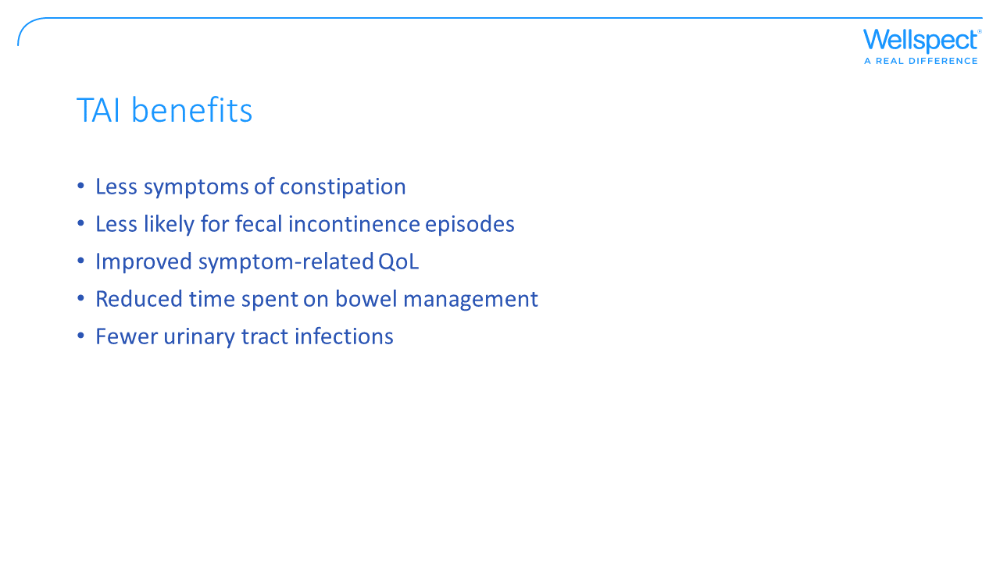 Wellspect®
A REAL DIFFERENCE
TAI benefits
• Less symptoms of constipation
• Less likely for fecal incontinence episodes
• Improved symptom-related QoL
• Reduced time spent on bowel management
• Fewer urinary tract infections